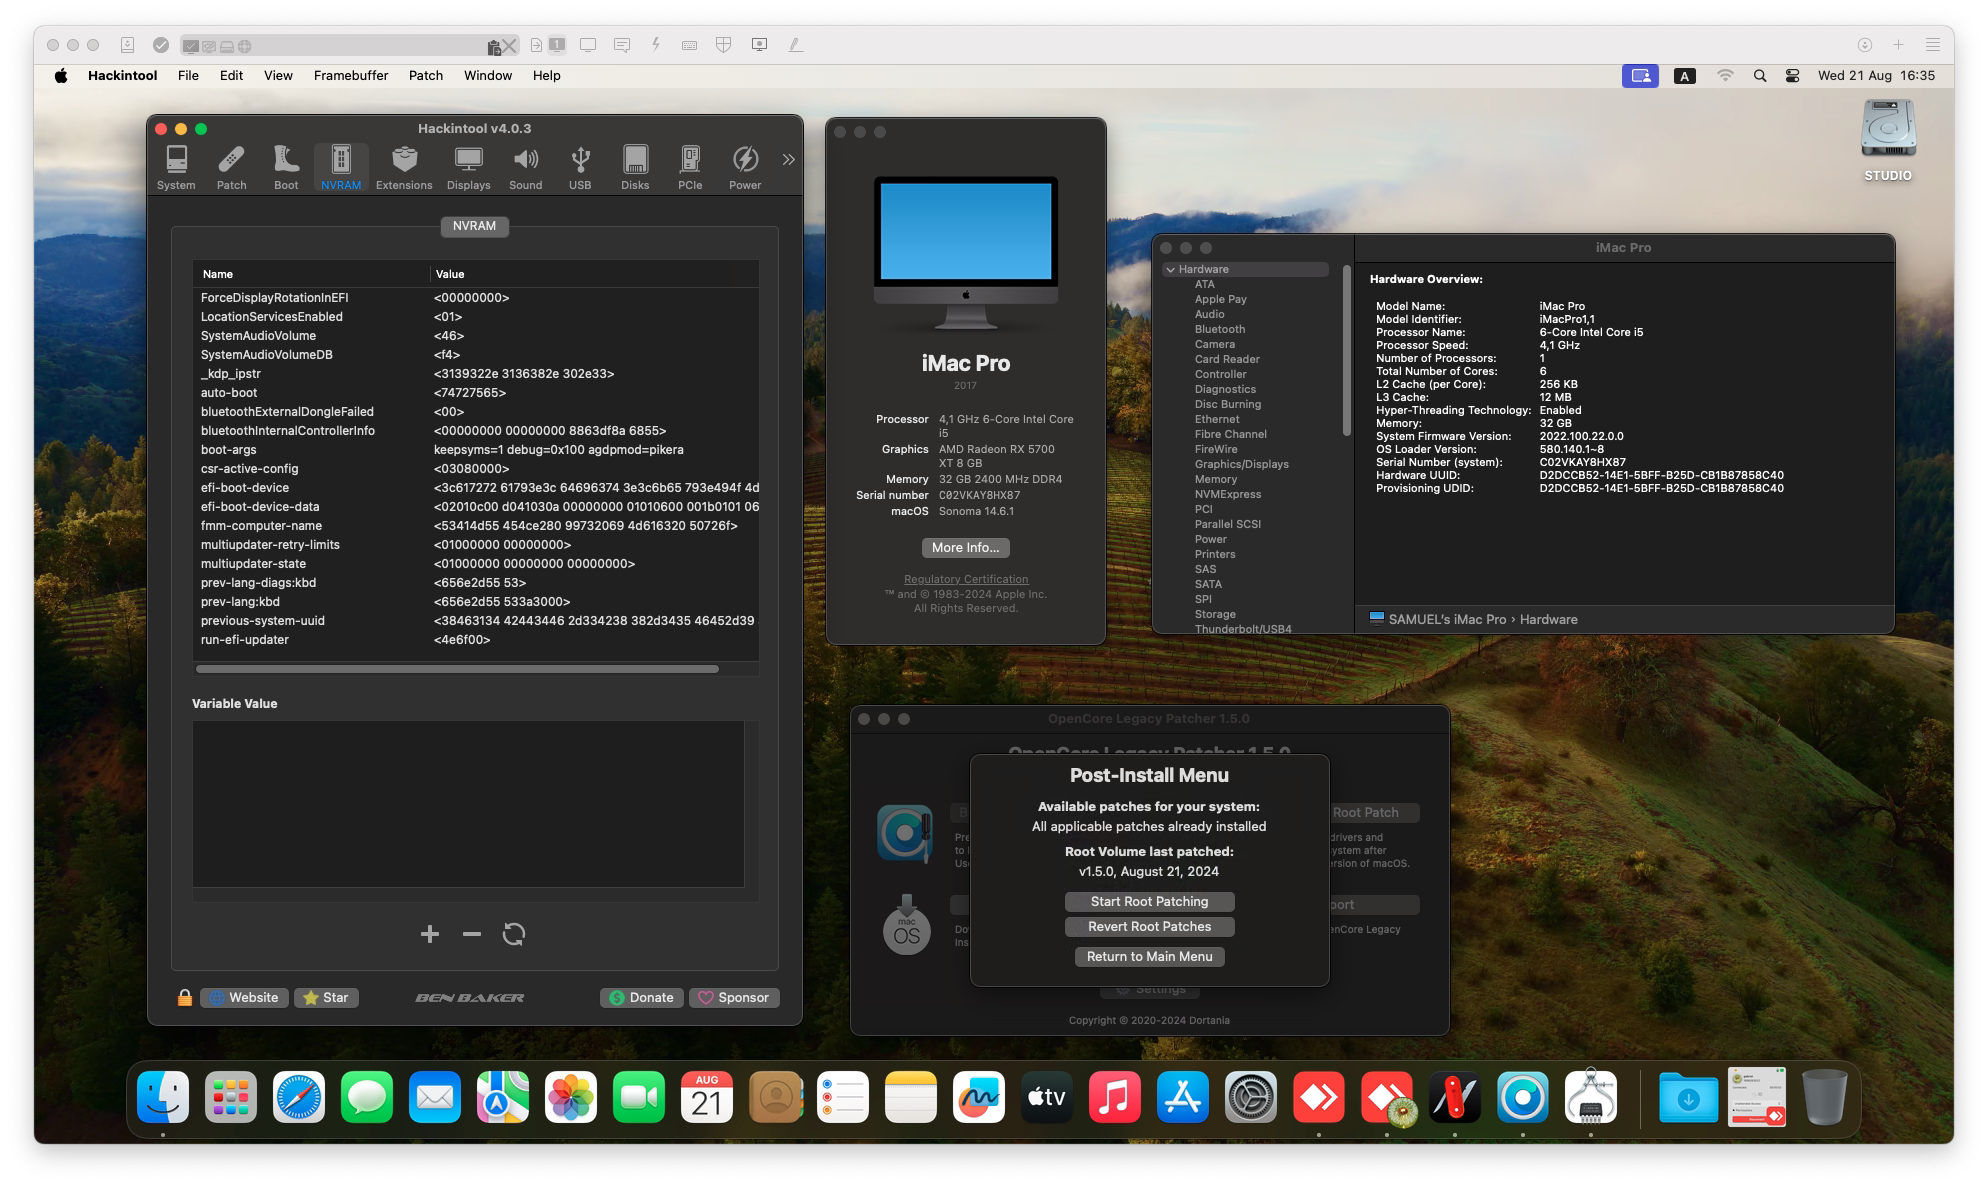 1
Hackintool File Edit View Framebuffer Patch Window Help
A
Wed 21 Aug 16:35
STUDIO
Hackintool v4.0.3
System Patch Boot NVRAM Extensions Displays Sound USB Disks PCIe Power
NVRAM
Name Value
ForceDisplayRotationInEFI <00000000>
LocationServicesEnabled <01>
SystemAudioVolume <46>
SystemAudioVolumeDB <f4>
_kdp_ipstr <3139322e 3136382e 302e33>
auto-boot <74727565>
bluetoothExternalDongleFailed <00>
bluetoothInternalControllerInfo <00000000 00000000 8863df8a 6855>
boot-args keepsyms=1 debug=0x100 agdpmod=pikera
csr-active-config <03080000>
efi-boot-device <3c617272 61793e3c 64696374 3e3c6b65 793e494f 4d
efi-boot-device-data <02010c00 d041030a 00000000 01010600 001b0101 06
fmm-computer-name <53414d55 454ce280 99732069 4d616320 50726f>
multiupdater-retry-limits <01000000 00000000>
multiupdater-state <01000000 00000000 00000000>
prev-lang-diags:kbd <656e2d55 53>
prev-lang:kbd <656e2d55 533a3000>
previous-system-uuid <38463134 42443446 2d334238 382d3435 46452d39
run-efi-updater <4e6f00>
Variable Value
Website Star BEN BAKER Donate Sponsor
iMac Pro
2017
Processor 4,1 GHz 6-Core Intel Core
i5
Graphics AMD Radeon RX 5700
XT 8 GB
Memory 32 GB 2400 MHz DDR4
Serial number C02VKAY8HX87
macOS Sonoma 14.6.1
More Info...
Regulatory Certification
™ and © 1983-2024 Apple Inc.
All Rights Reserved.
iMac Pro
Hardware
ATA
Apple Pay
Audio
Bluetooth
Camera
Card Reader
Controller
Diagnostics
Disc Burning
Ethernet
Fibre Channel
FireWire
Graphics/Displays
Memory
NVMExpress
PCI
Parallel SCSI
Power
Printers
SAS
SATA
SPI
Storage
Thunderbolt/USB4
Hardware Overview:
Model Name: iMac Pro
Model Identifier: iMacPro1,1
Processor Name: 6-Core Intel Core i5
Processor Speed: 4,1 GHz
Number of Processors: 1
Total Number of Cores: 6
L2 Cache (per Core): 256 KB
L3 Cache: 12 MB
Hyper-Threading Technology: Enabled
Memory: 32 GB
System Firmware Version: 2022.100.22.0.0
OS Loader Version: 580.140.1~8
Serial Number (system): C02VKAY8HX87
Hardware UUID: D2DCCB52-14E1-5BFF-B25D-CB1B87858C40
Provisioning UDID: D2DCCB52-14E1-5BFF-B25D-CB1B87858C40
SAMUEL's iMac Pro › Hardware
OpenCore Legacy Patcher 1.5.0
OpenCore Legacy Patcher 1.5.0
Post-Install Menu
Available patches for your system:
All applicable patches already installed
Root Volume last patched:
v1.5.0, August 21, 2024
Start Root Patching
Revert Root Patches
Return to Main Menu
B
Pre
to
Us
Root Patch
drivers and
ystem after
ersion of macOS.
mac
OS
Do
Ins
port
enCore Legacy
Settings
Copyright © 2020-2024 Dortania
AUG
21
tv